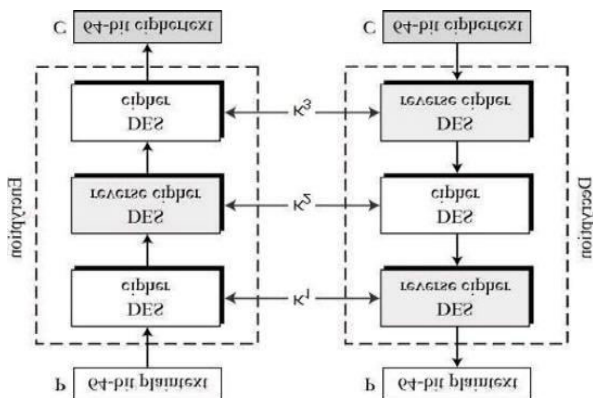 C 64-bit ciphertext
C 64-bit ciphertext
cipher
DES
K3
reverse cipher
DES
Encryption
reverse cipher
DES
K2
cipher
DES
Decryption
cipher
DES
K1
reverse cipher
DES
P 64-bit plaintext
P 64-bit plaintext